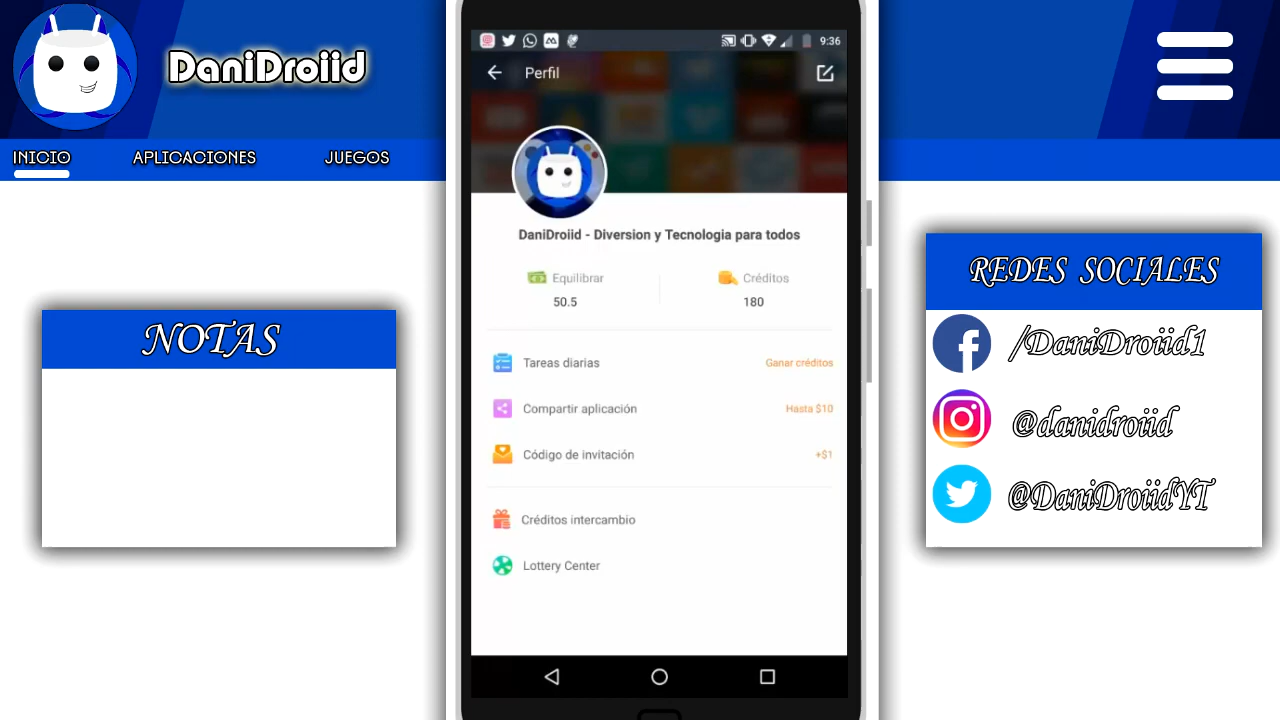 DaniDroiid
INICIO
APLICACIONES
JUEGOS
NOTAS
9:36
Perfil
DaniDroiid - Diversion y Tecnologia para todos
Equilibrar
50.5
Créditos
180
Tareas diarias Ganar créditos
Compartir aplicación Hasta $10
Código de invitación +$1
Créditos intercambio
Lottery Center
REDES SOCIALES
/DaniDroiid1
@danidroiid
@DaniDroiidYT